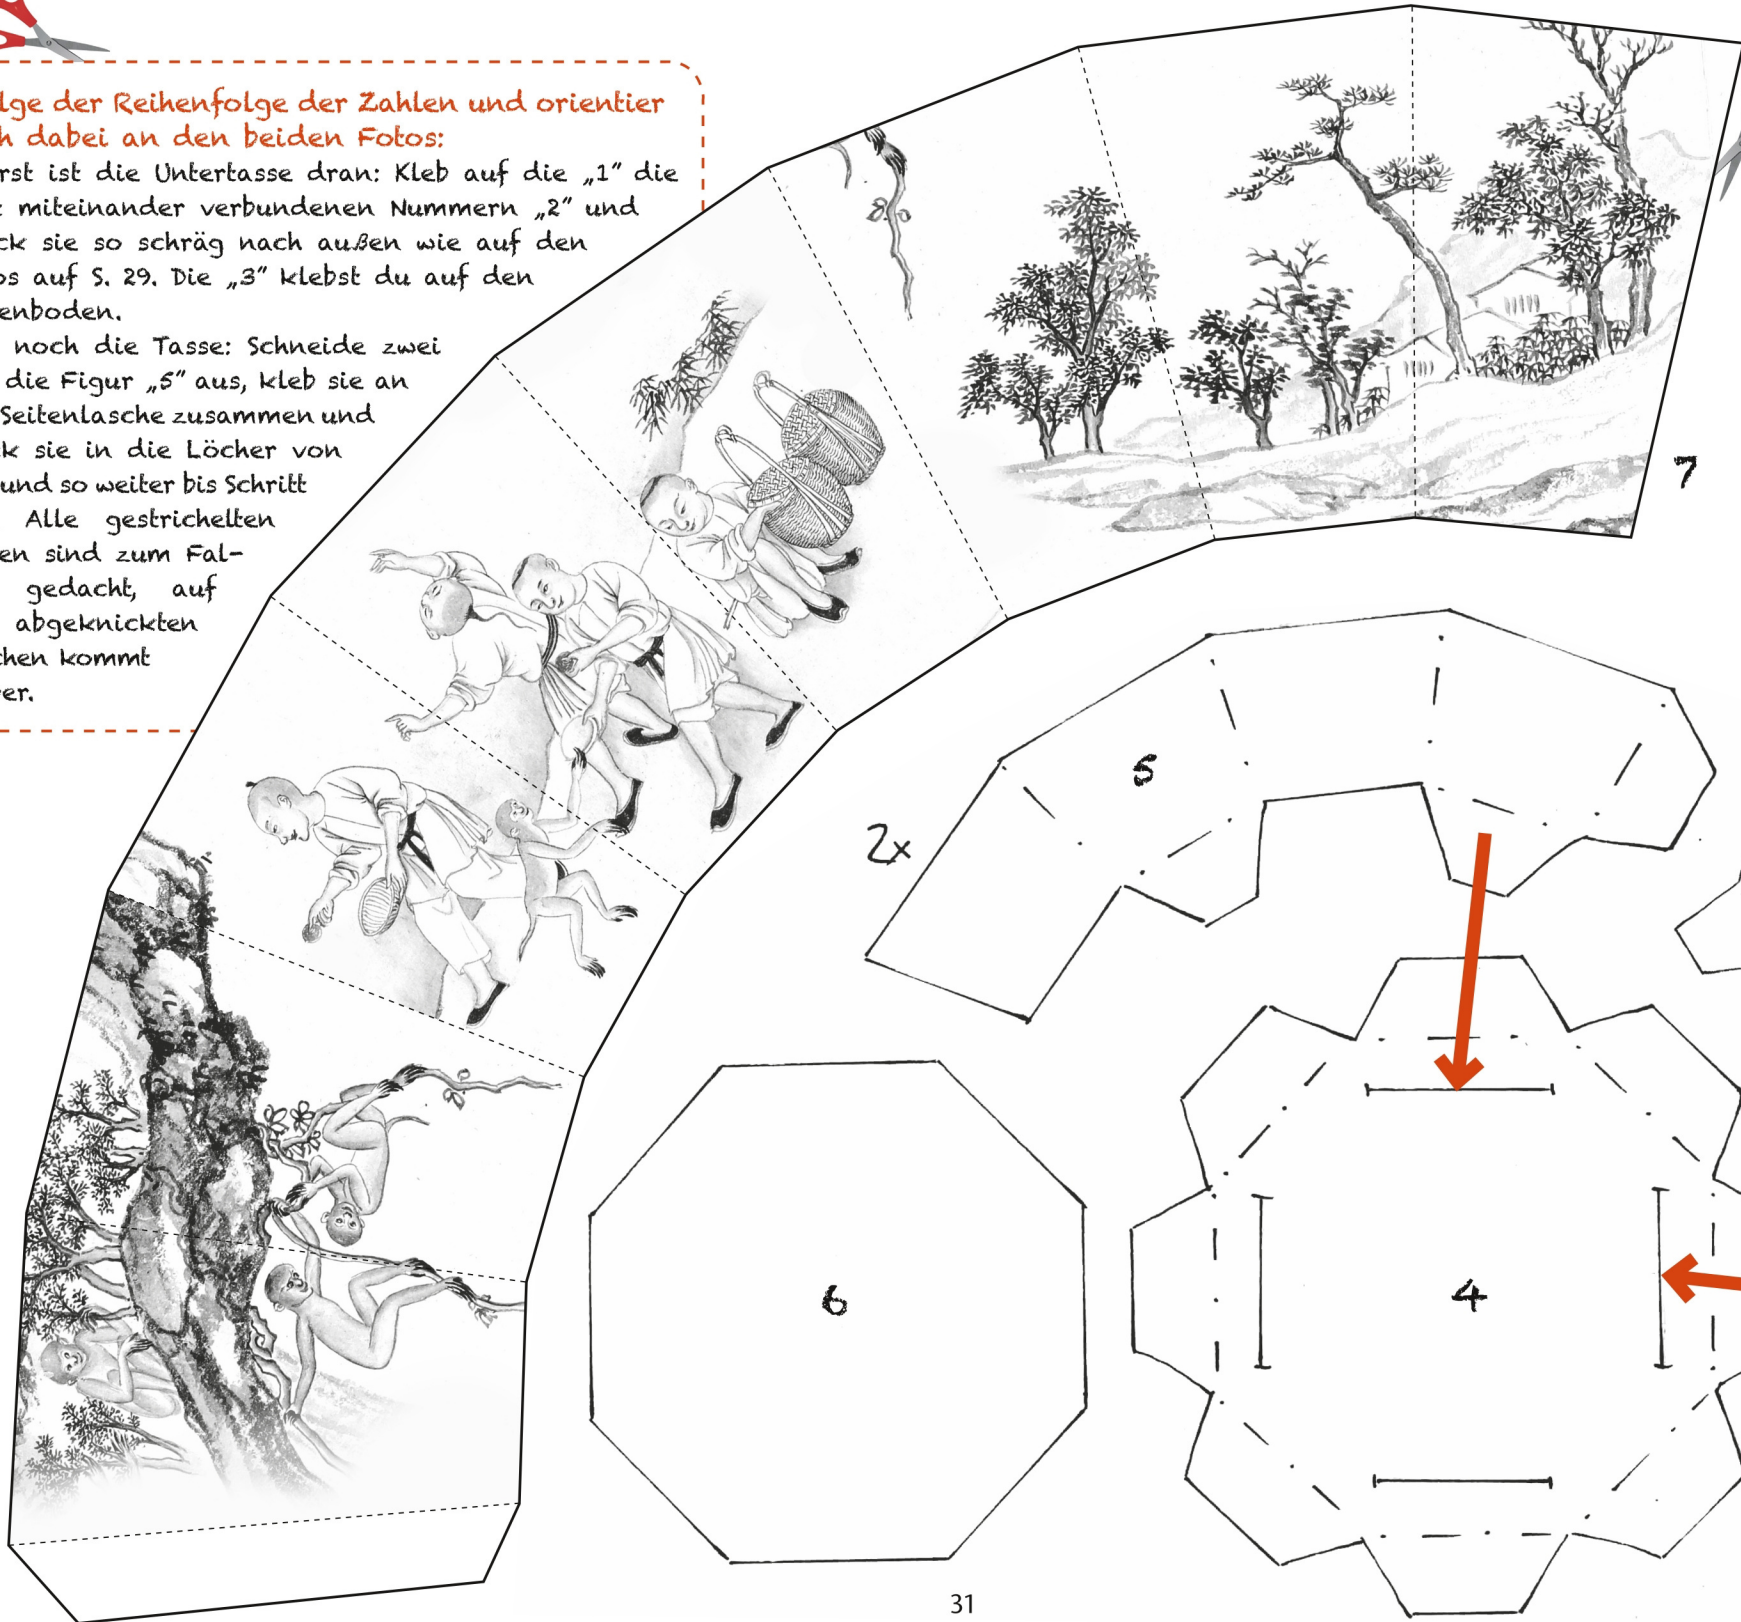 lge der Reihenfolge der Zahlen und orientier
h dabei an den beiden Fotos:
rst ist die Untertasse dran: Kleb auf die „1” die
miteinander verbundenen Nummern „2” und
ck sie so schräg nach außen wie auf den
os auf S. 29. Die „3” klebst du auf den
enboden.
noch die Tasse: Schneide zwei
die Figur „5” aus, kleb sie an
Seitenlasche zusammen und
k sie in die Löcher von
und so weiter bis Schritt
Alle gestrichelten
en sind zum Fal-
gedacht, auf
abgeknickten
chen kommt
er.
7
5
2x
6
4
31